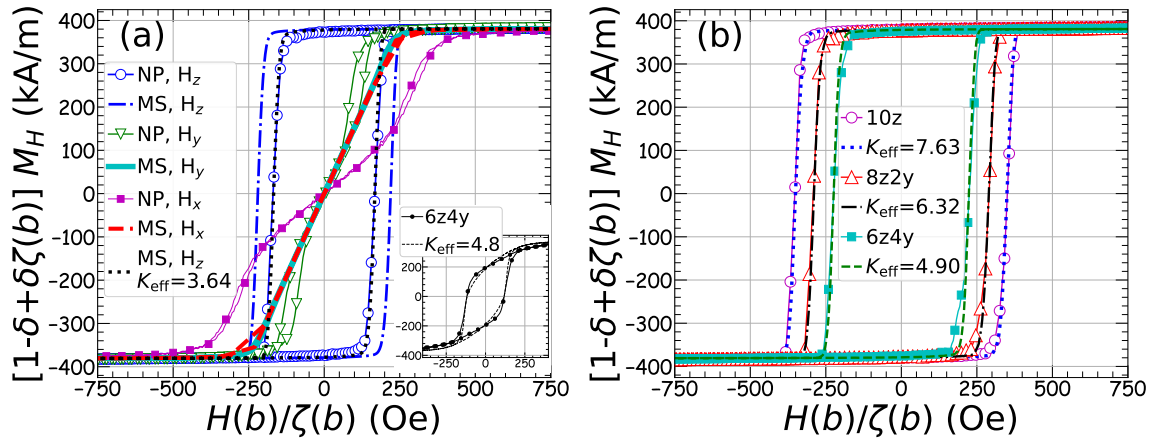 (a)
[1-δ+δζ(b)] M_H (kA/m)
400
300
200
100
0
−100
−200
−300
−400
NP, H_z
MS, H_z
NP, H_y
MS, H_y
NP, H_x
MS, H_x
MS, H_z
K_eff=3.64
6z4y
K_eff=4.8
200
0
−200
−400
−250
0
250
−750
−500
−250
0
250
500
750
H(b)/ζ(b) (Oe)
(b)
[1-δ+δζ(b)] M_H (kA/m)
400
300
200
100
0
−100
−200
−300
−400
10z
K_eff=7.63
8z2y
K_eff=6.32
6z4y
K_eff=4.90
−750
−500
−250
0
250
500
750
H(b)/ζ(b) (Oe)